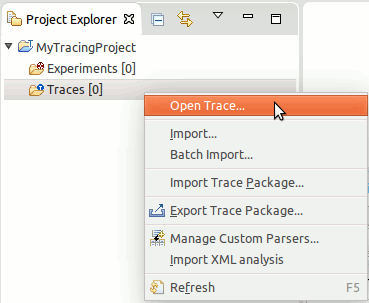 Project Explorer
MyTracingProject
Experiments [0]
Traces [0]
Open Trace...
Import...
Batch Import...
Import Trace Package...
Export Trace Package...
Manage Custom Parsers...
Import XML analysis
Refresh F5